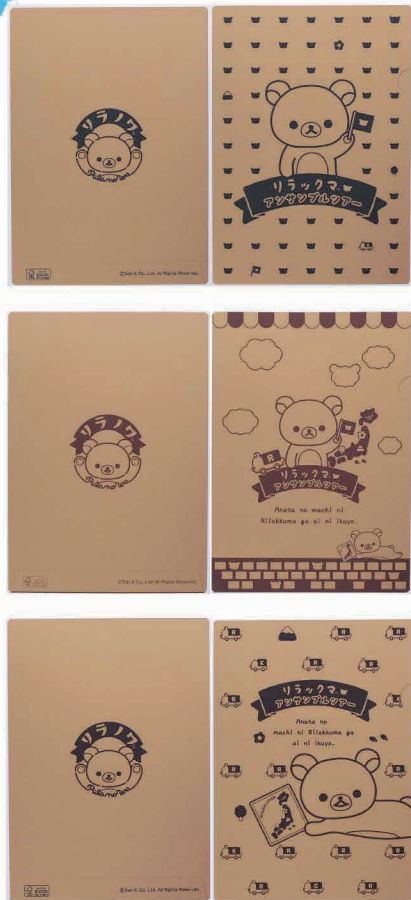 リラノワ
Rilanowa
©San-X Co., Ltd. All Rights Reserved.
リラックマ
アンサンブルツアー
リラノワ
Rilanowa
©San-X Co., Ltd. All Rights Reserved.
R
リラックマ
アンサンブルツアー
Anata no machi ni
Rilakkuma ga ai ni ikuyo.
リラノワ
Rilanowa
©San-X Co., Ltd. All Rights Reserved.
リラックマ
アンサンブルツアー
Anata no
machi ni Rilakkuma ga
ai ni ikuyo.